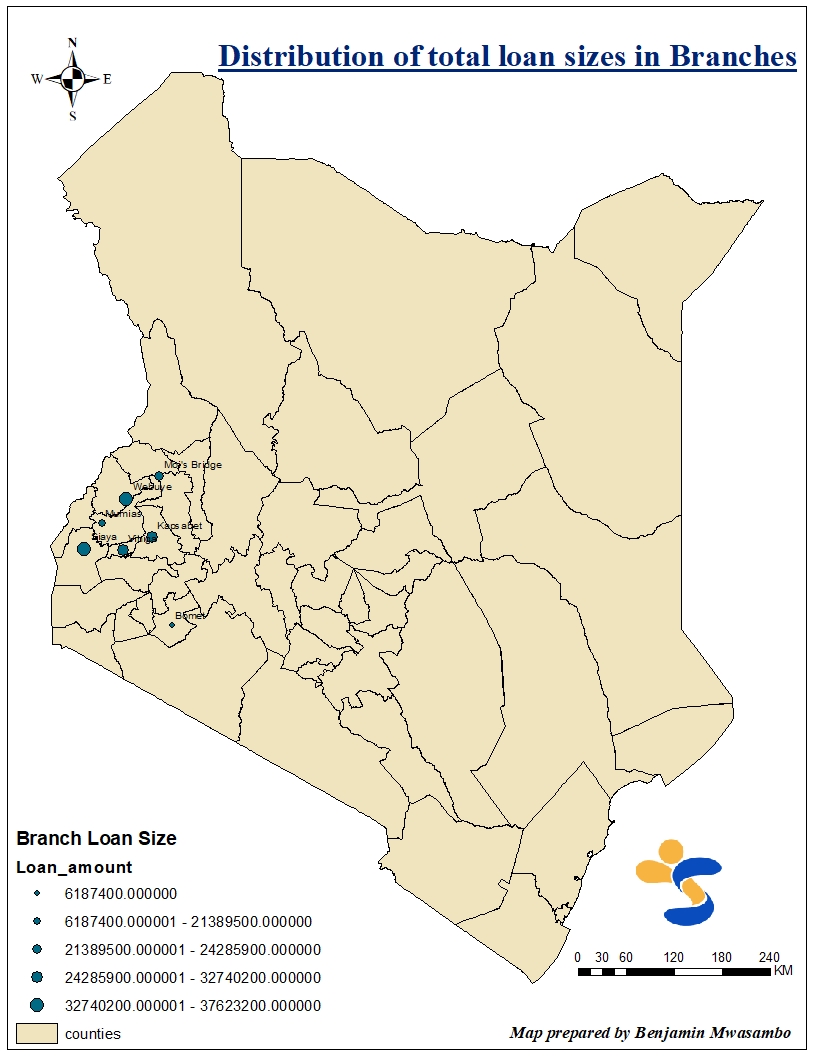 Distribution of total loan sizes in Branches
N
W E
S
Moi's Bridge
Webuye
Mumias
Kapsabet
Siaya
Vihiga
Bomet
Branch Loan Size
Loan_amount
6187400.000000
6187400.000001 - 21389500.000000
21389500.000001 - 24285900.000000
24285900.000001 - 32740200.000000
32740200.000001 - 37623200.000000
counties
0 30 60 120 180 240
KM
Map prepared by Benjamin Mwasambo